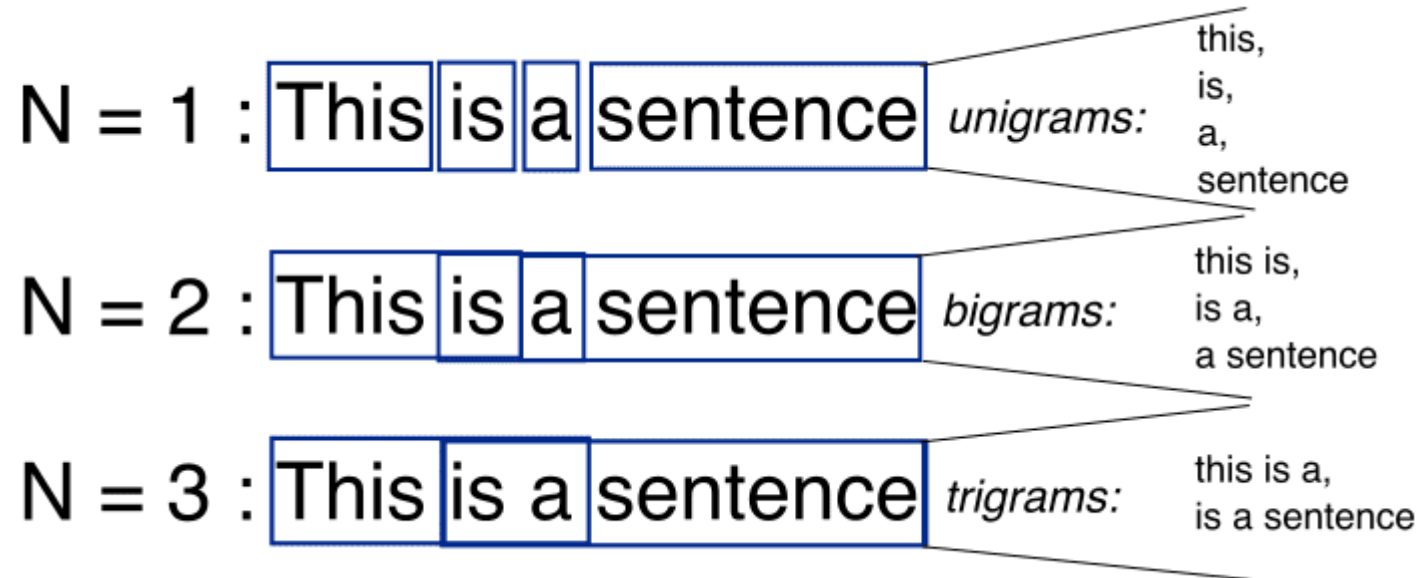 N = 1 : This is a sentence unigrams:
this,
is,
a,
sentence
N = 2 : This is a sentence bigrams:
this is,
is a,
a sentence
N = 3 : This is a sentence trigrams:
this is a,
is a sentence